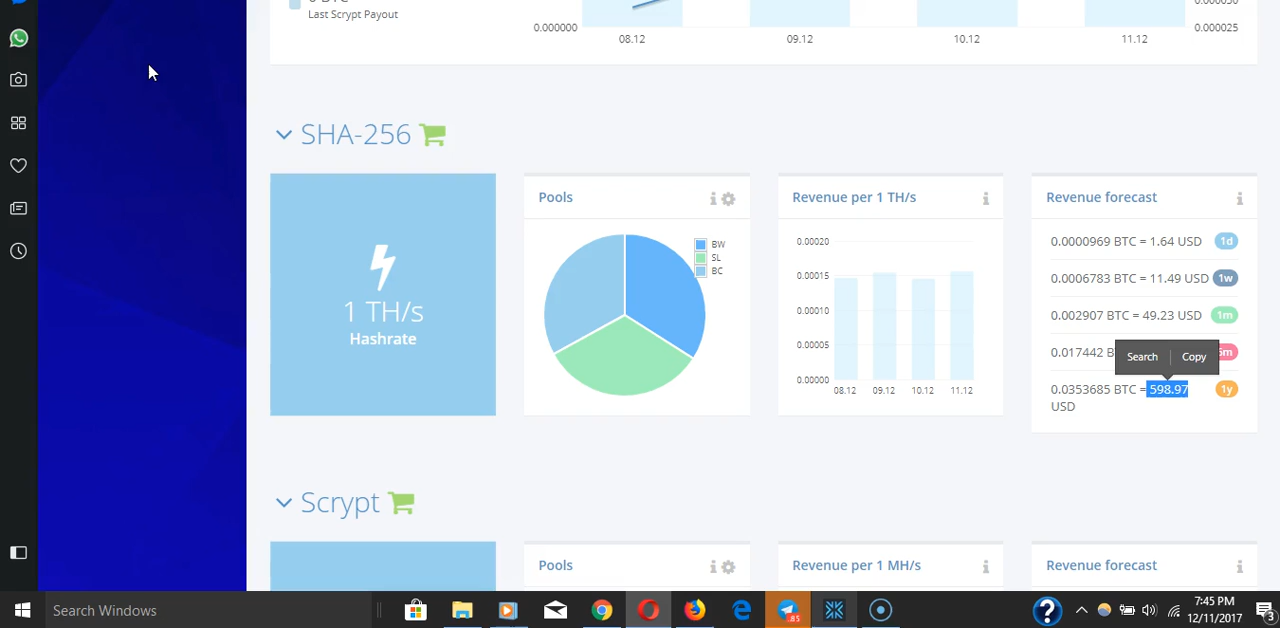 Last Scrypt Payout
0.000000
08.12
09.12
10.12
11.12
0.000025
SHA-256
1 TH/s
Hashrate
Pools
BW
SL
BC
Revenue per 1 TH/s
0.00020
0.00015
0.00010
0.00005
0.00000
08.12
09.12
10.12
11.12
Revenue forecast
0.0000969 BTC = 1.64 USD 1d
0.0006783 BTC = 11.49 USD 1w
0.002907 BTC = 49.23 USD 1m
0.017442 B
Search
Copy
0.0353685 BTC = 598.97 1y
USD
Scrypt
Pools
Revenue per 1 MH/s
Revenue forecast
Search Windows
.85
7:45 PM
12/11/2017
3